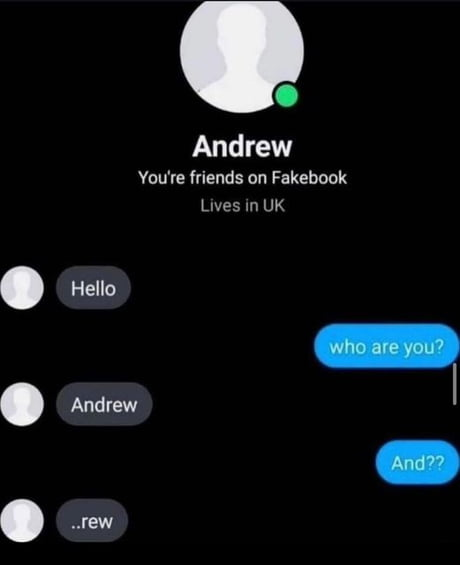 Andrew
You're friends on Fakebook
Lives in UK
Hello
who are you?
Andrew
And??
..rew